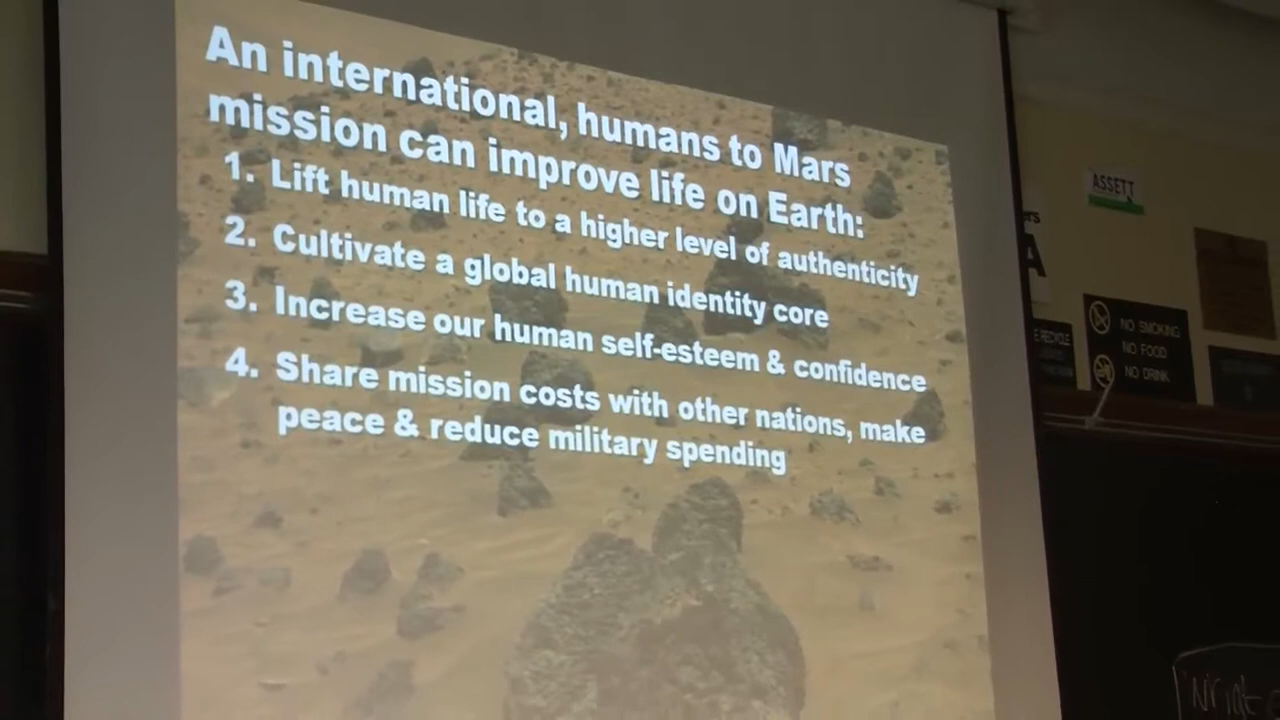 An international, humans to Mars
mission can improve life on Earth:
1. Lift human life to a higher level of authenticity
2. Cultivate a global human identity core
3. Increase our human self-esteem & confidence
4. Share mission costs with other nations, make
peace & reduce military spending
ASSETT
NO SMOKING
NO FOOD
NO DRINK
RECYCLE